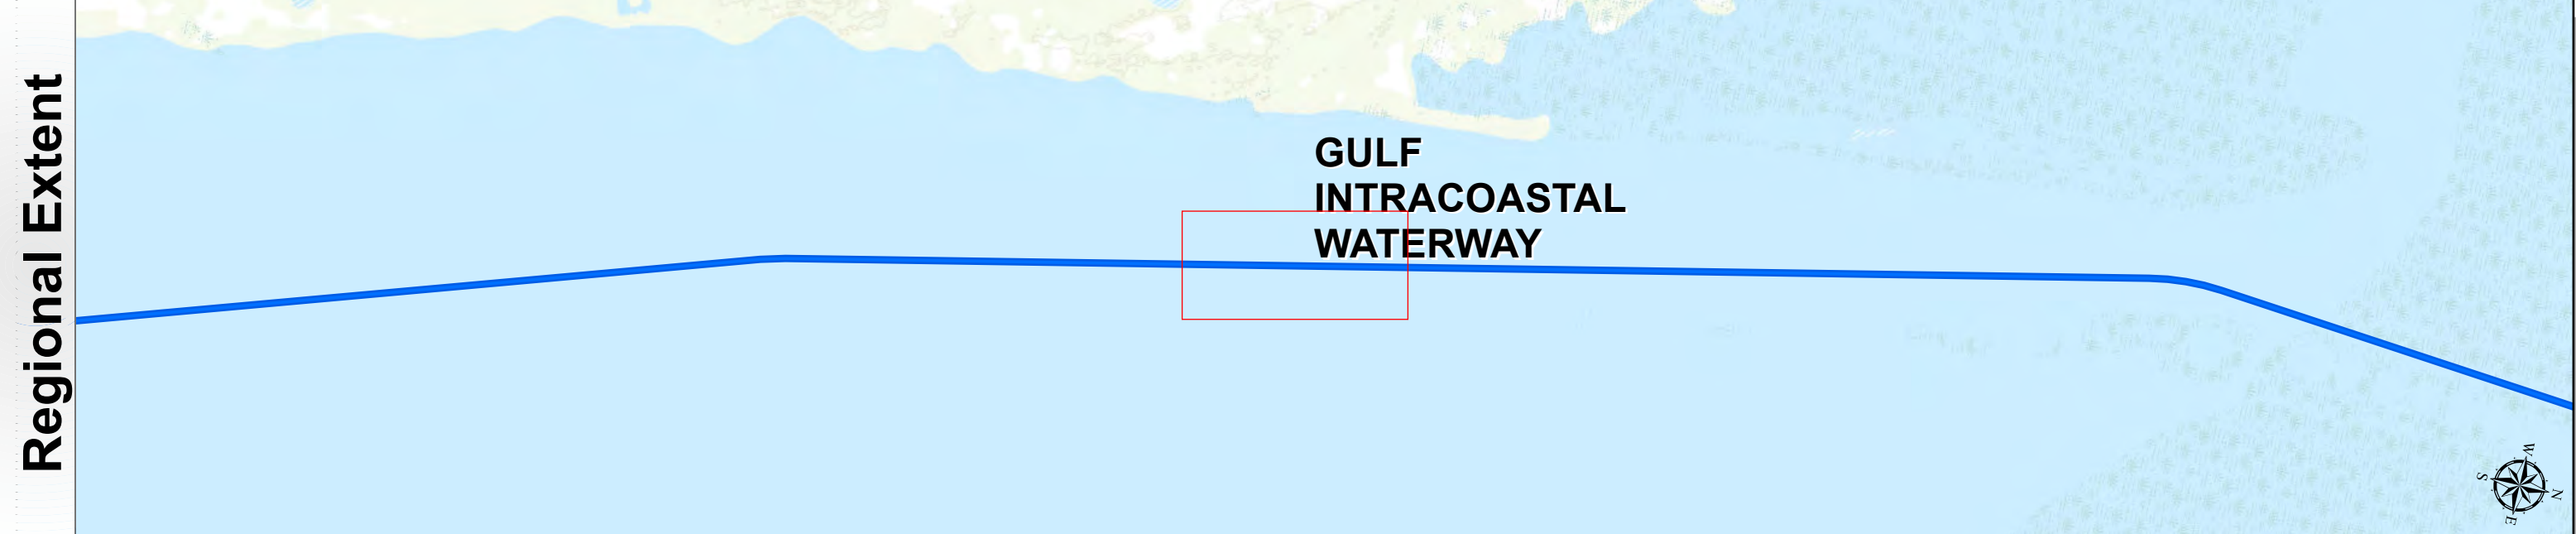 Regional Extent
GULF
INTRACOASTAL
WATERWAY
W
S
N
E